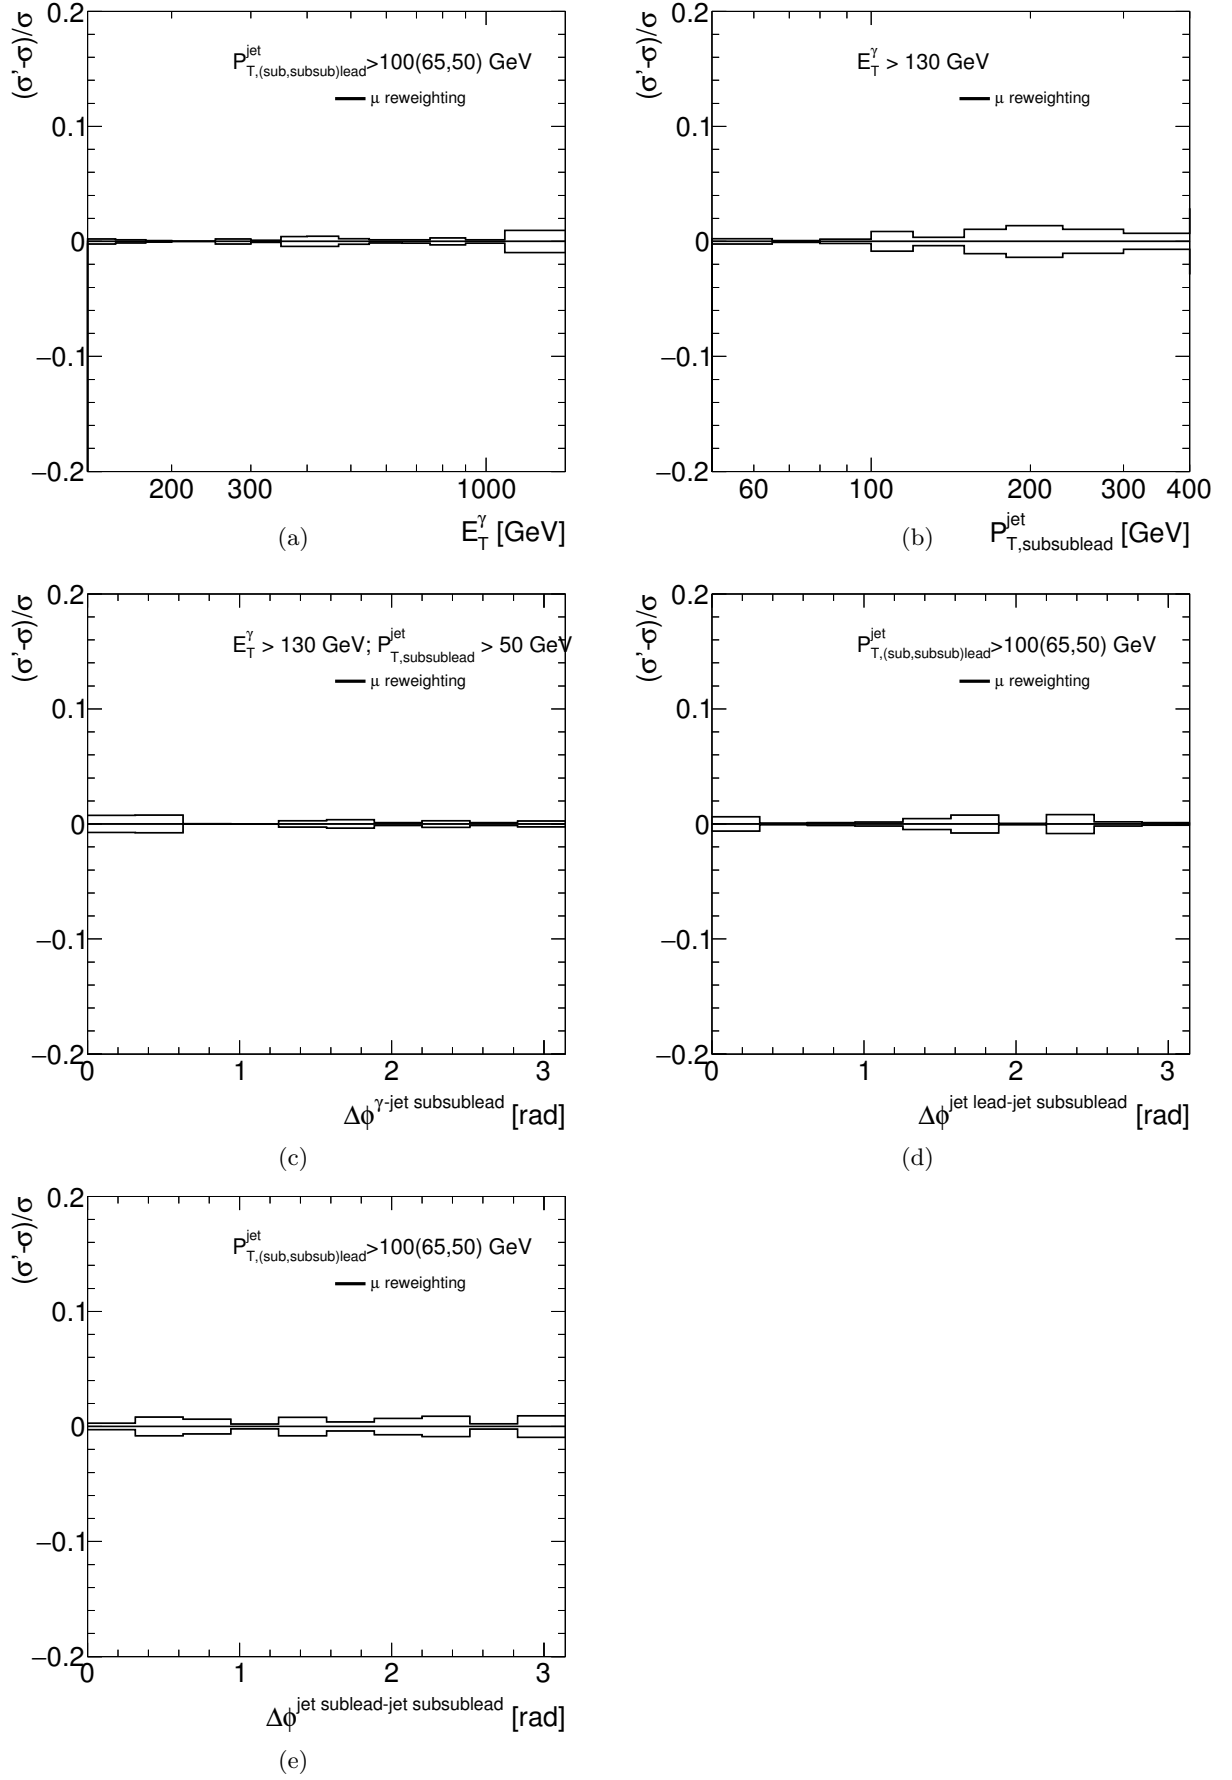 (σ'-σ)/σ
P^jet_T,(sub,subsub)lead>100(65,50) GeV
μ reweighting
0.2
0.1
0
−0.1
−0.2
200 300 1000
E^γ_T [GeV]
(a)
(σ'-σ)/σ
E^γ_T > 130 GeV
μ reweighting
0.2
0.1
0
−0.1
−0.2
60 100 200 300 400
P^jet_T,subsublead [GeV]
(b)
(σ'-σ)/σ
E^γ_T > 130 GeV; P^jet_T,subsublead > 50 GeV
μ reweighting
0.2
0.1
0
−0.1
−0.2
0 1 2 3
Δϕ^γ-jet subsublead [rad]
(c)
(σ'-σ)/σ
P^jet_T,(sub,subsub)lead>100(65,50) GeV
μ reweighting
0.2
0.1
0
−0.1
−0.2
0 1 2 3
Δϕ^jet lead-jet subsublead [rad]
(d)
(σ'-σ)/σ
P^jet_T,(sub,subsub)lead>100(65,50) GeV
μ reweighting
0.2
0.1
0
−0.1
−0.2
0 1 2 3
Δϕ^jet sublead-jet subsublead [rad]
(e)